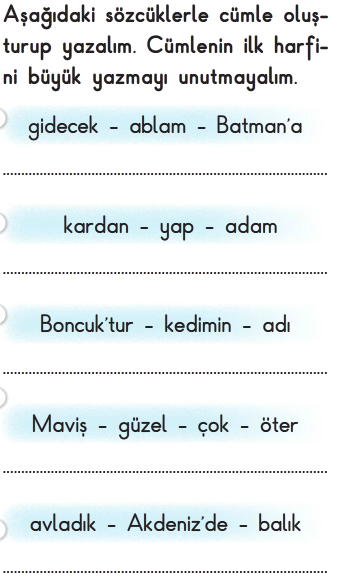 Aşağıdaki sözcüklerle cümle oluş-
turup yazalım. Cümlenin ilk harfi-
ni büyük yazmayı unutmayalım.
gidecek - ablam - Batman'a
kardan - yap - adam
Boncuk'tur - kedimin - adı
Maviş - güzel - çok - öter
avladık - Akdeniz'de - balık